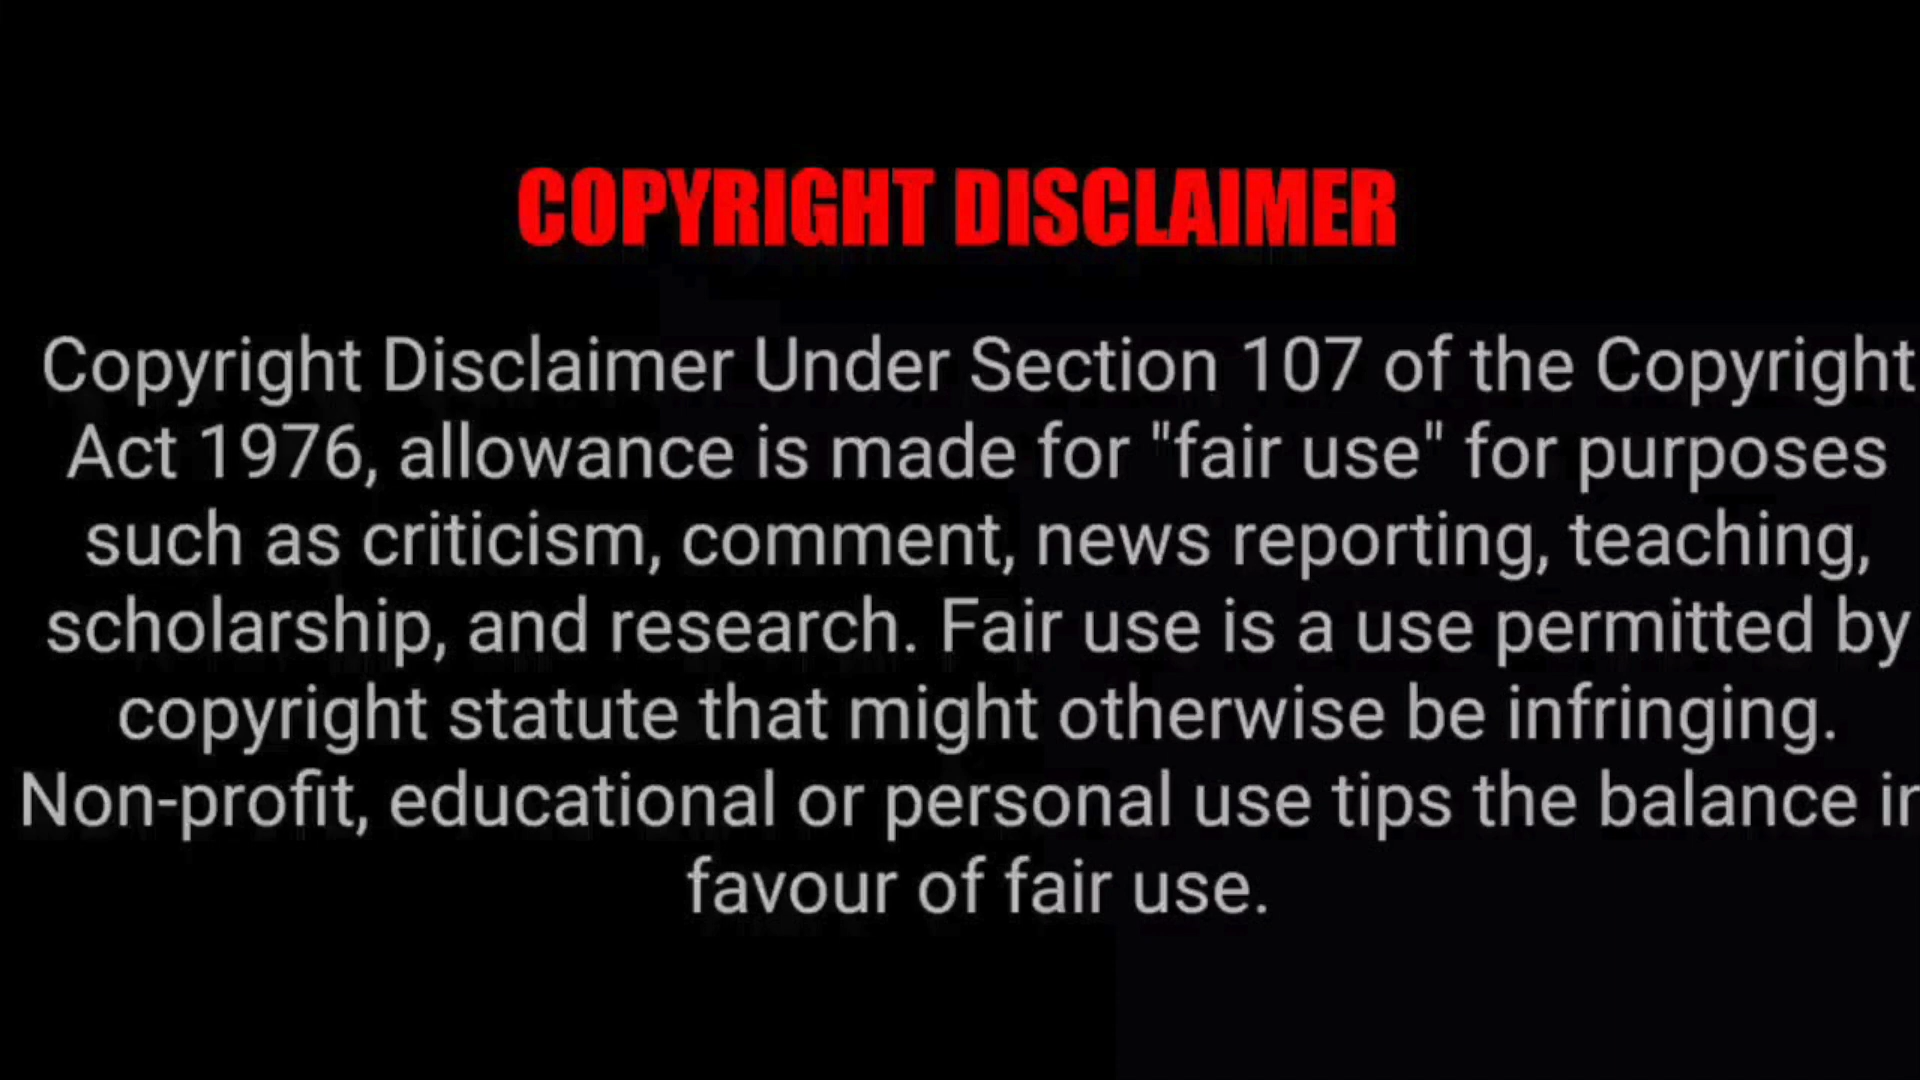 COPYRIGHT DISCLAIMER
Copyright Disclaimer Under Section 107 of the Copyright
Act 1976, allowance is made for "fair use" for purposes
such as criticism, comment, news reporting, teaching,
scholarship, and research. Fair use is a use permitted by
copyright statute that might otherwise be infringing.
Non-profit, educational or personal use tips the balance in
favour of fair use.